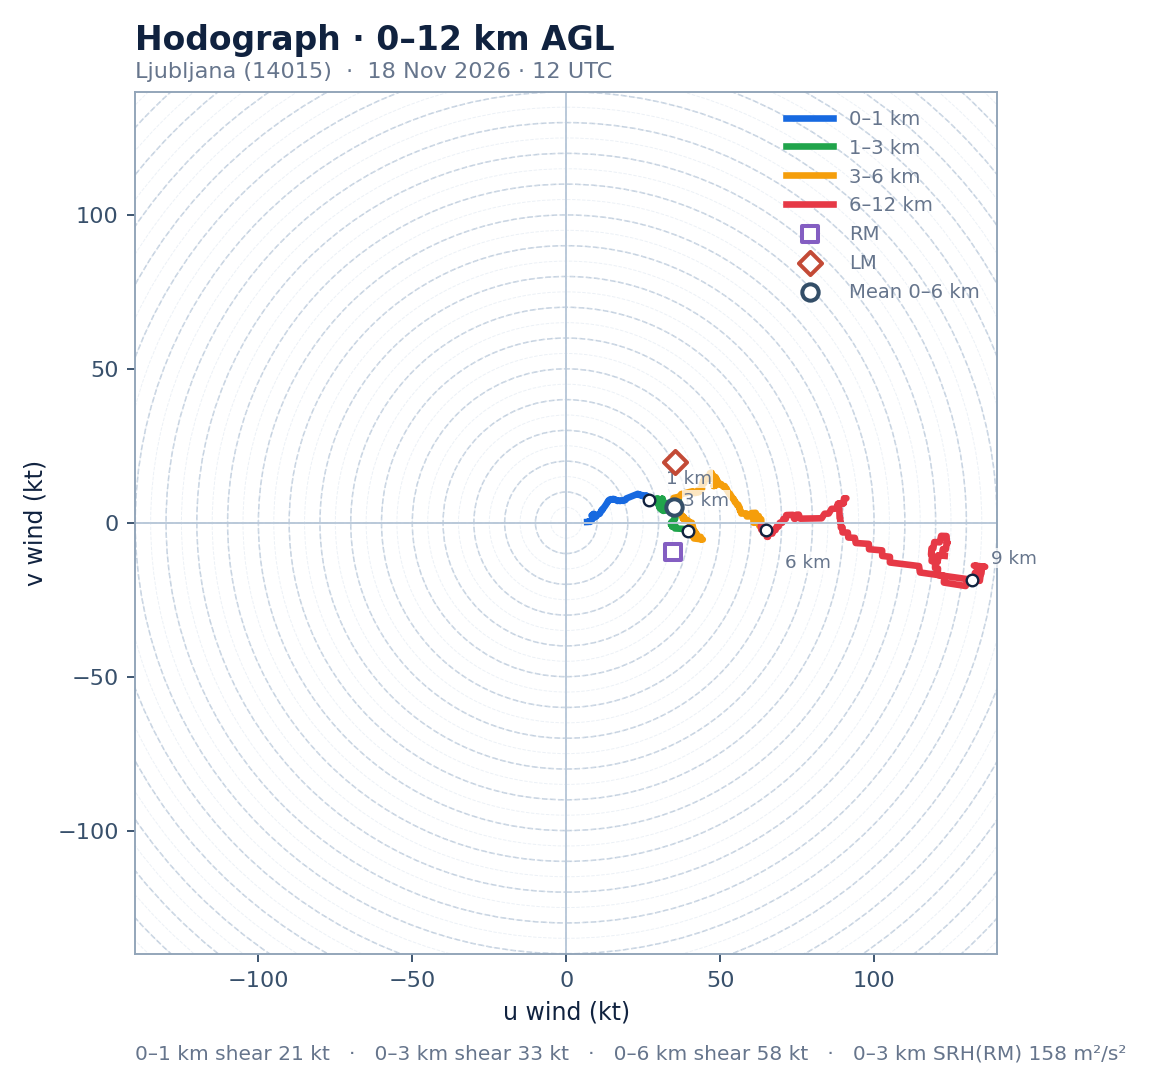 Hodograph · 0–12 km AGL
Ljubljana (14015) · 18 Nov 2026 · 12 UTC
0–1 km
1–3 km
3–6 km
6–12 km
RM
LM
Mean 0–6 km
100
50
0
−50
−100
v wind (kt)
1 km
3 km
6 km
9 km
−100
−50
0
50
100
u wind (kt)
0–1 km shear 21 kt · 0–3 km shear 33 kt · 0–6 km shear 58 kt · 0–3 km SRH(RM) 158 m²/s²